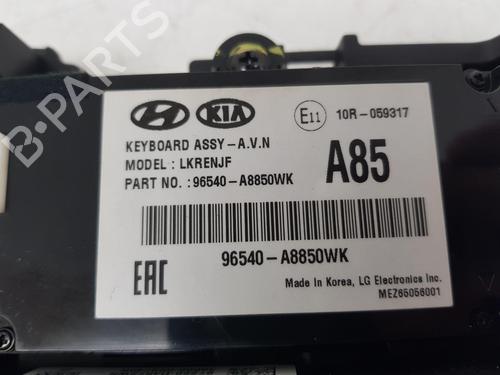 KIA
E11 10R-059317
KEYBOARD ASSY-A.V.N
MODEL : LKRENJF
PART NO. : 96540-A8850WK
A85
96540-A8850WK
EAC
Made in Korea, LG Electronics Inc.
MEZ65056001